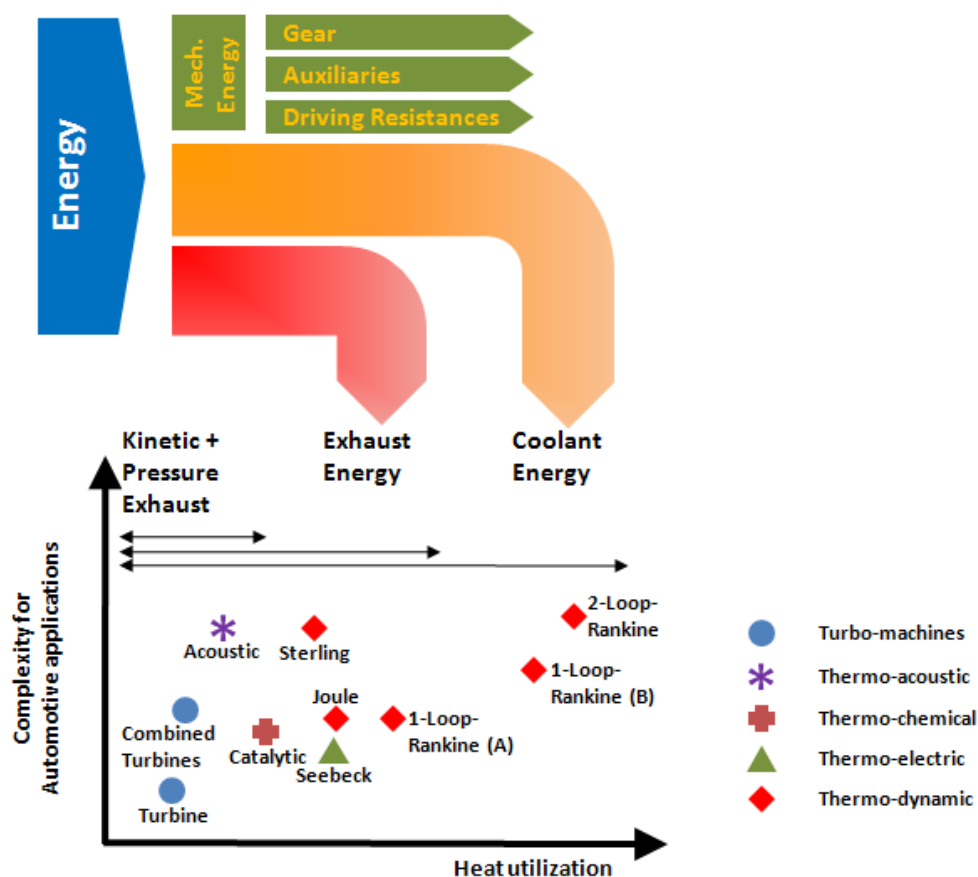 Energy
Mech.
Energy
Gear
Auxiliaries
Driving Resistances
Kinetic +
Pressure
Exhaust
Exhaust
Energy
Coolant
Energy
Complexity for
Automotive applications
Acoustic
Sterling
2-Loop-
Rankine
1-Loop-
Rankine (B)
Combined
Turbines
Catalytic
Joule
Seebeck
1-Loop-
Rankine (A)
Turbine
Heat utilization
Turbo-machines
Thermo-acoustic
Thermo-chemical
Thermo-electric
Thermo-dynamic